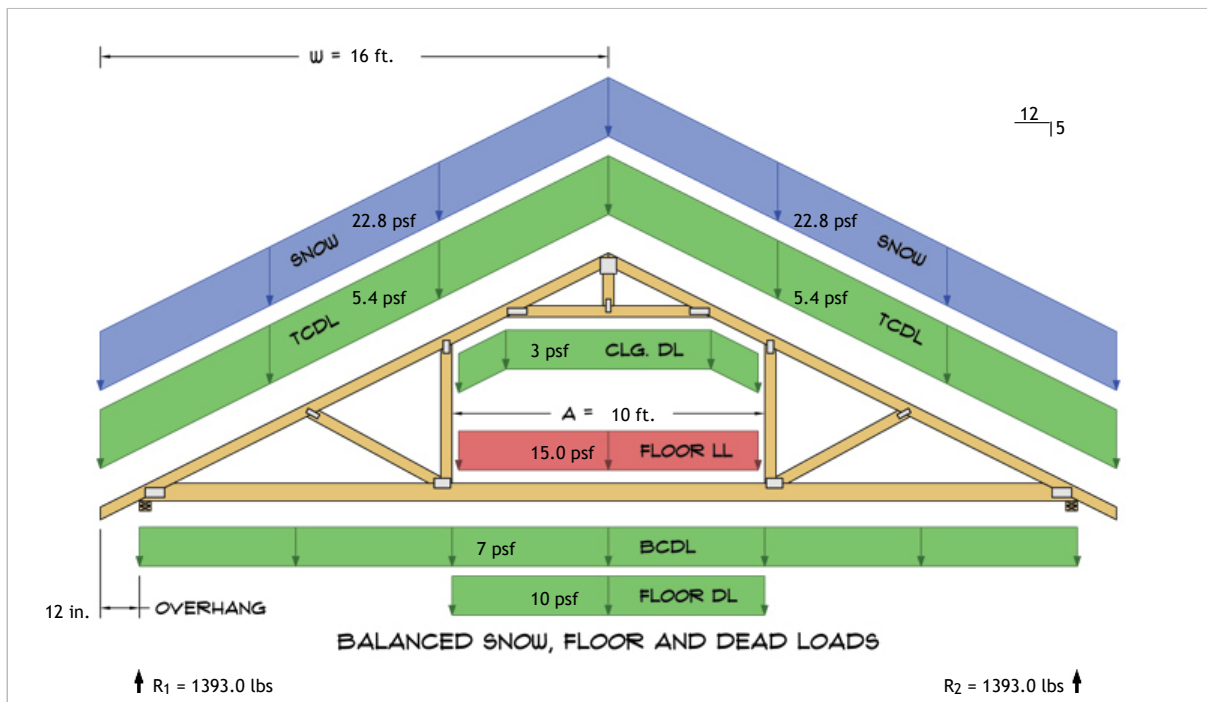 W = 16 ft.
12
5
22.8 psf
22.8 psf
SNOW
SNOW
5.4 psf
5.4 psf
TCDL
TCDL
3 psf CLG. DL
A = 10 ft.
15.0 psf FLOOR LL
7 psf BCDL
10 psf FLOOR DL
12 in. OVERHANG
BALANCED SNOW, FLOOR AND DEAD LOADS
R1 = 1393.0 lbs
R2 = 1393.0 lbs